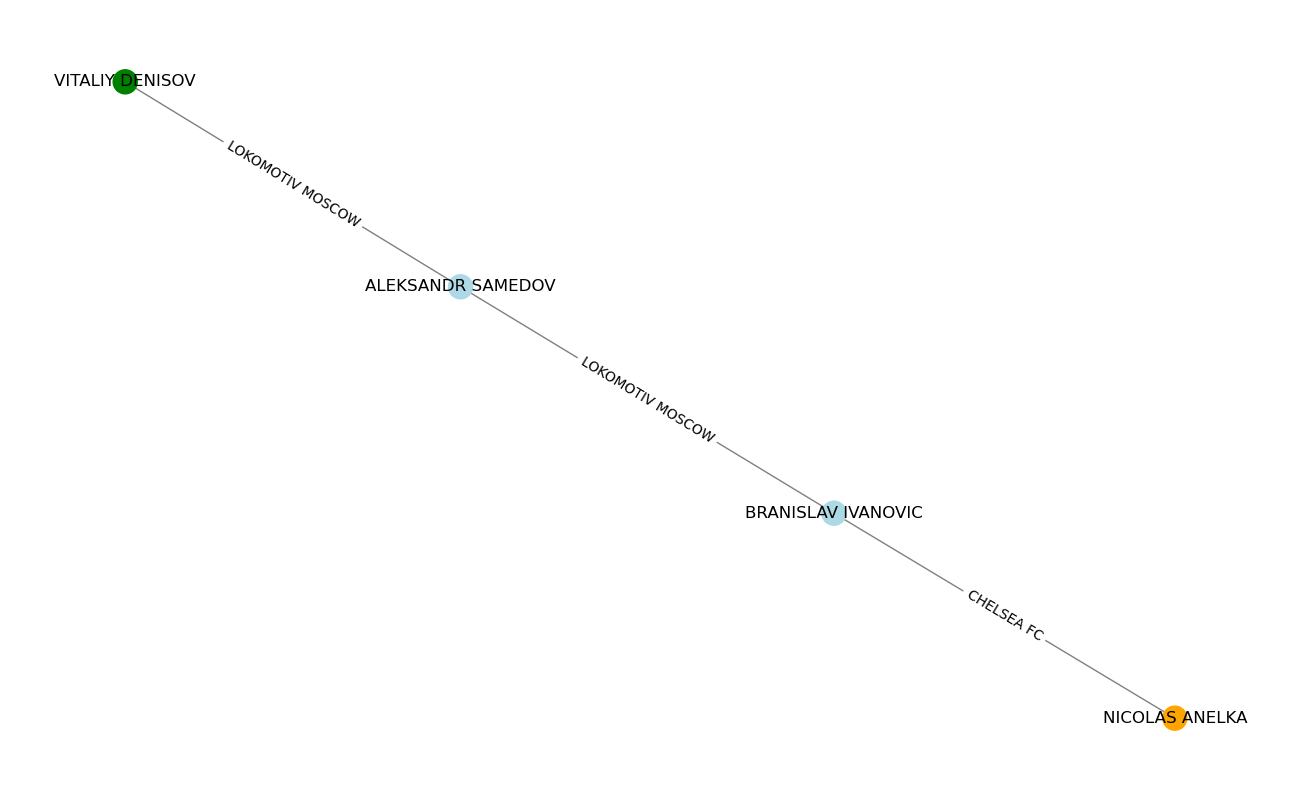 VITALIY DENISOV
LOKOMOTIV MOSCOW
ALEKSANDR SAMEDOV
LOKOMOTIV MOSCOW
BRANISLAV IVANOVIC
CHELSEA FC
NICOLAS ANELKA